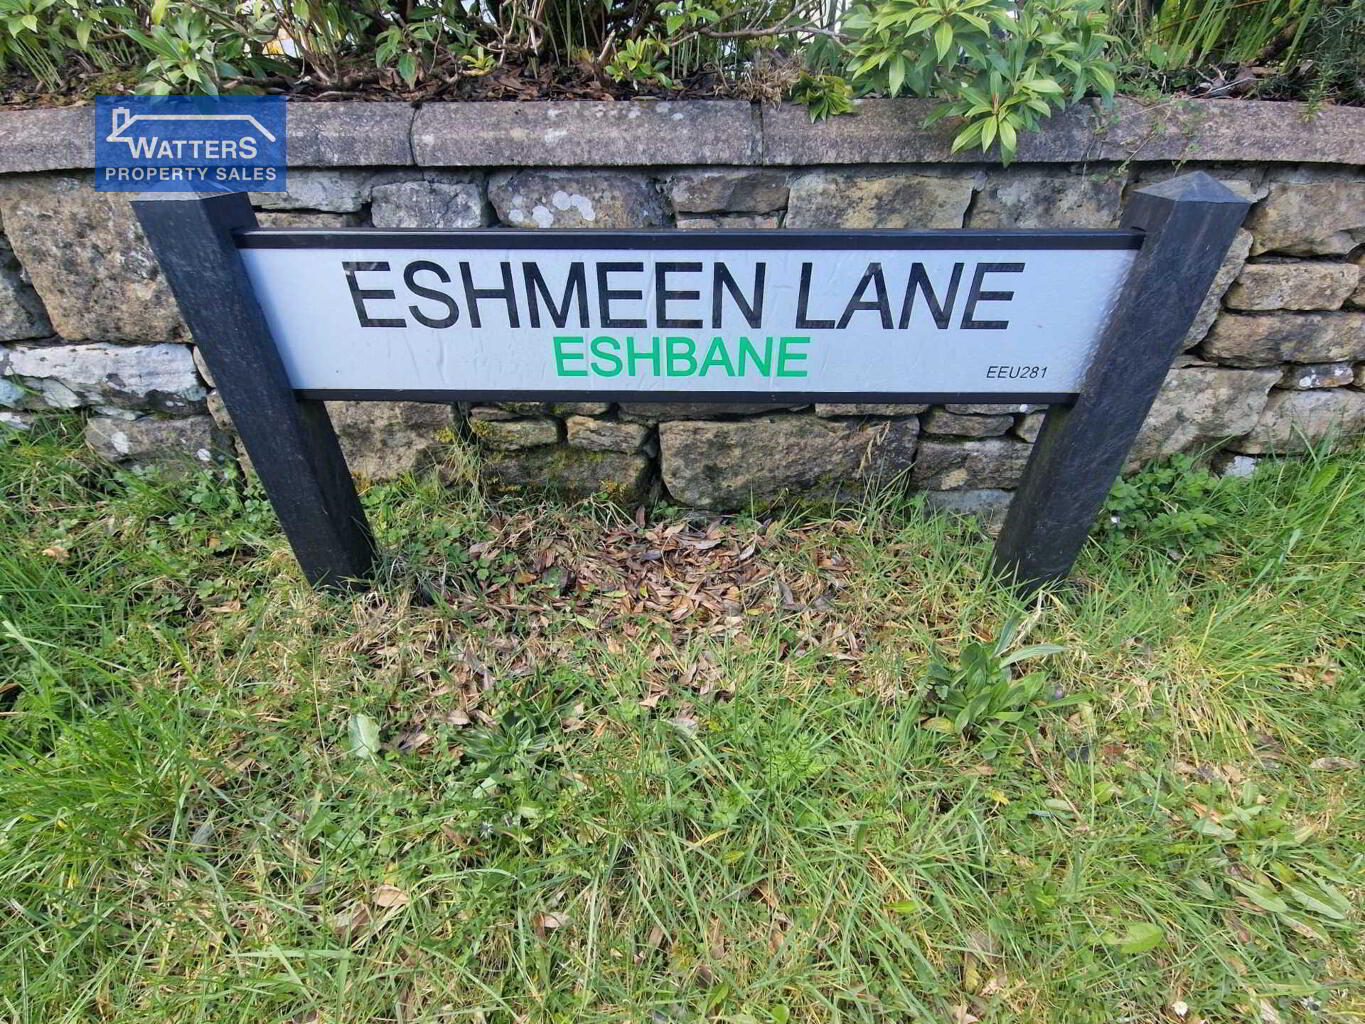 WATTERS
PROPERTY SALES
ESHMEEN LANE
ESHBANE
EEU281